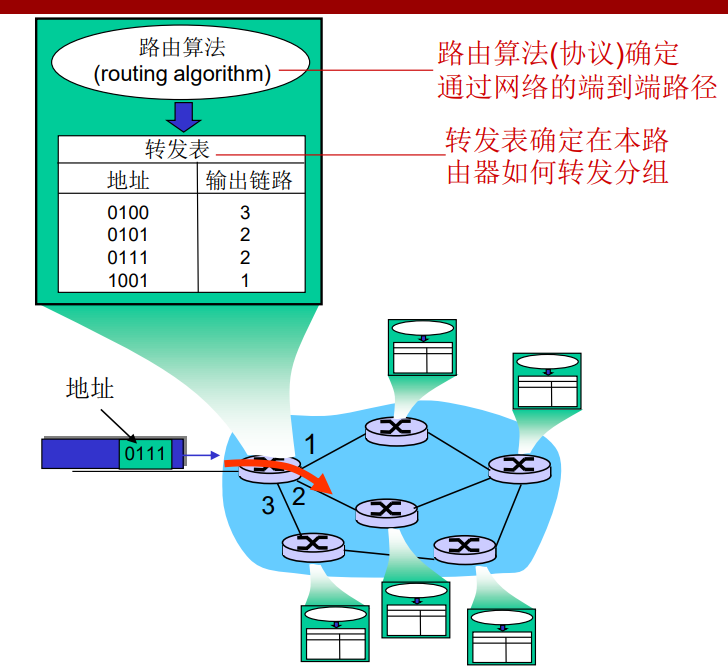 路由算法
(routing algorithm)
路由算法(协议)确定
通过网络的端到端路径
转发表
转发表确定在本路
由器如何转发分组
地址 输出链路
0100 3
0101 2
0111 2
1001 1
地址
0111
1
2
3